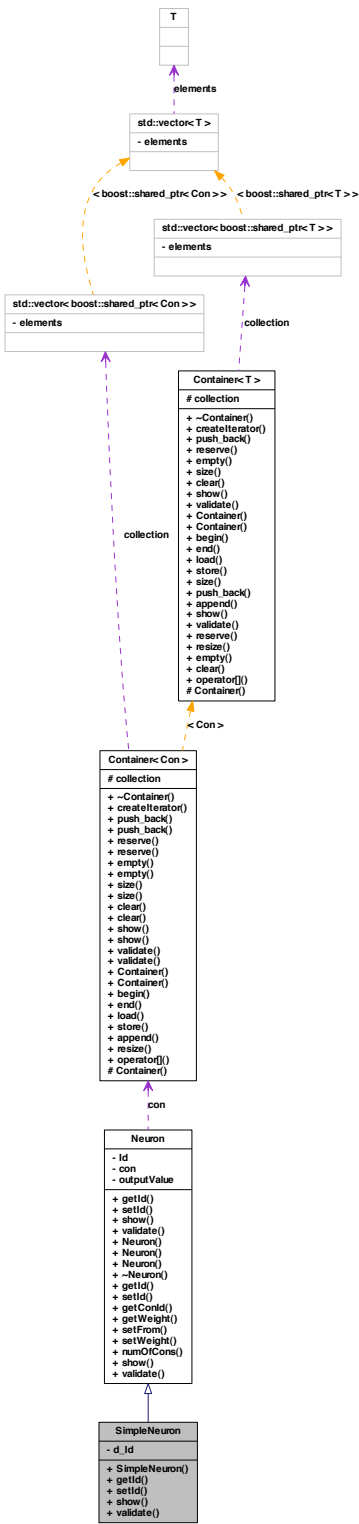 T
elements
std::vector< T >
- elements
< boost::shared_ptr< Con > >
< boost::shared_ptr< T > >
std::vector< boost::shared_ptr< T > >
- elements
std::vector< boost::shared_ptr< Con > >
- elements
collection
Container< T >
# collection
+ ~Container()
+ createIterator()
+ push_back()
+ reserve()
+ empty()
+ size()
+ clear()
+ show()
+ validate()
+ Container()
+ Container()
+ begin()
+ end()
+ load()
+ store()
+ size()
+ push_back()
+ append()
+ show()
+ validate()
+ reserve()
+ resize()
+ empty()
+ clear()
+ operator[]()
# Container()
collection
< Con >
Container< Con >
# collection
+ ~Container()
+ createIterator()
+ push_back()
+ push_back()
+ reserve()
+ reserve()
+ empty()
+ empty()
+ size()
+ size()
+ clear()
+ clear()
+ show()
+ show()
+ validate()
+ validate()
+ Container()
+ Container()
+ begin()
+ end()
+ load()
+ store()
+ append()
+ resize()
+ operator[]()
# Container()
con
Neuron
- Id
- con
- outputValue
+ getId()
+ setId()
+ show()
+ validate()
+ Neuron()
+ Neuron()
+ Neuron()
+ ~Neuron()
+ getId()
+ setId()
+ getConId()
+ getWeight()
+ setFrom()
+ setWeight()
+ numOfCons()
+ show()
+ validate()
SimpleNeuron
- d_Id
+ SimpleNeuron()
+ getId()
+ setId()
+ show()
+ validate()